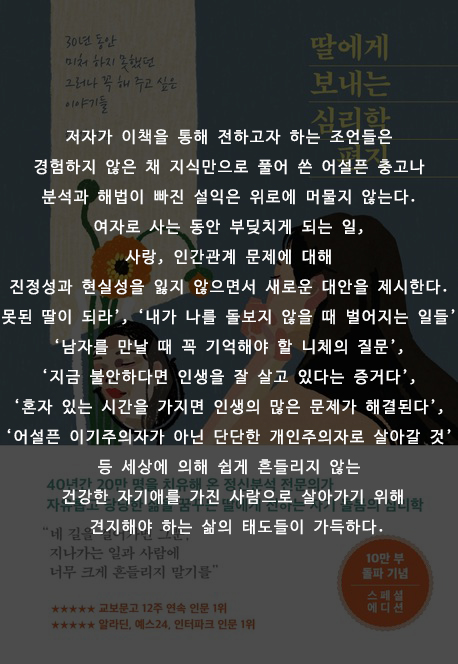 30년 동안
미처 하지 못했던
그러나 꼭 해 주고 싶은
이야기들
딸에게
보내는
심리학
편지
저자가 이책을 통해 전하고자 하는 조언들은
경험하지 않은 채 지식만으로 풀어 쓴 어설픈 충고나
분석과 해법이 빠진 설익은 위로에 머물지 않는다.
여자로 사는 동안 부딪치게 되는 일,
사랑, 인간관계 문제에 대해
진정성과 현실성을 잃지 않으면서 새로운 대안을 제시한다.
못된 딸이 되라’, ‘내가 나를 돌보지 않을 때 벌어지는 일들’
‘남자를 만날 때 꼭 기억해야 할 니체의 질문’,
‘지금 불안하다면 인생을 잘 살고 있다는 증거다’,
‘혼자 있는 시간을 가지면 인생의 많은 문제가 해결된다’,
‘어설픈 이기주의자가 아닌 단단한 개인주의자로 살아갈 것’
등 세상에 의해 쉽게 흔들리지 않는
40년간 20만 명을 치유해 온 정신분석 전문의가
건강한 자기애를 가진 사람으로 살아가기 위해
견지해야 하는 삶의 태도들이 가득하다.
지나가는 일과 사람에
너무 크게 흔들리지 말기를”
10만 부
돌파 기념
스페셜
에디션
★★★★★ 교보문고 12주 연속 인문 1위
★★★★★ 알라딘, 예스24, 인터파크 인문 1위